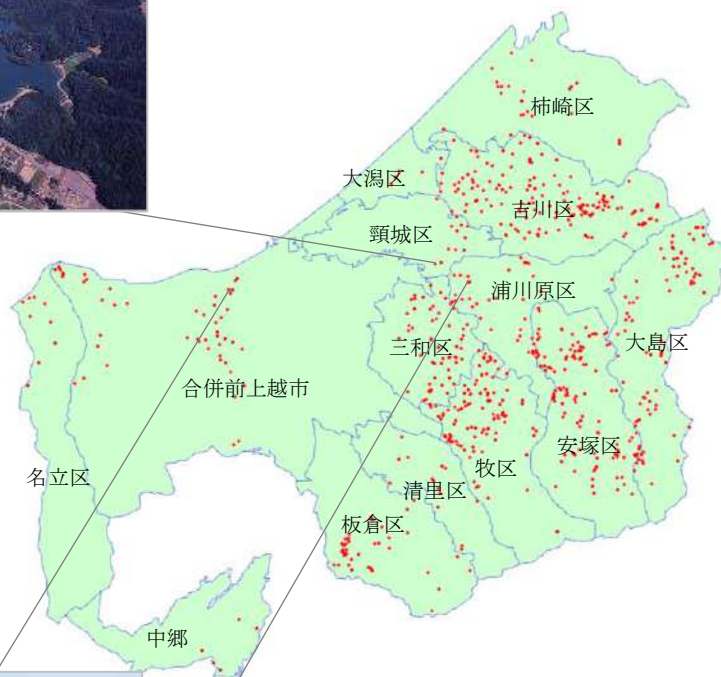 柿崎区
大潟区
吉川区
頸城区
浦川原区
三和区
大島区
合併前上越市
安塚区
名立区
牧区
清里区
板倉区
中郷